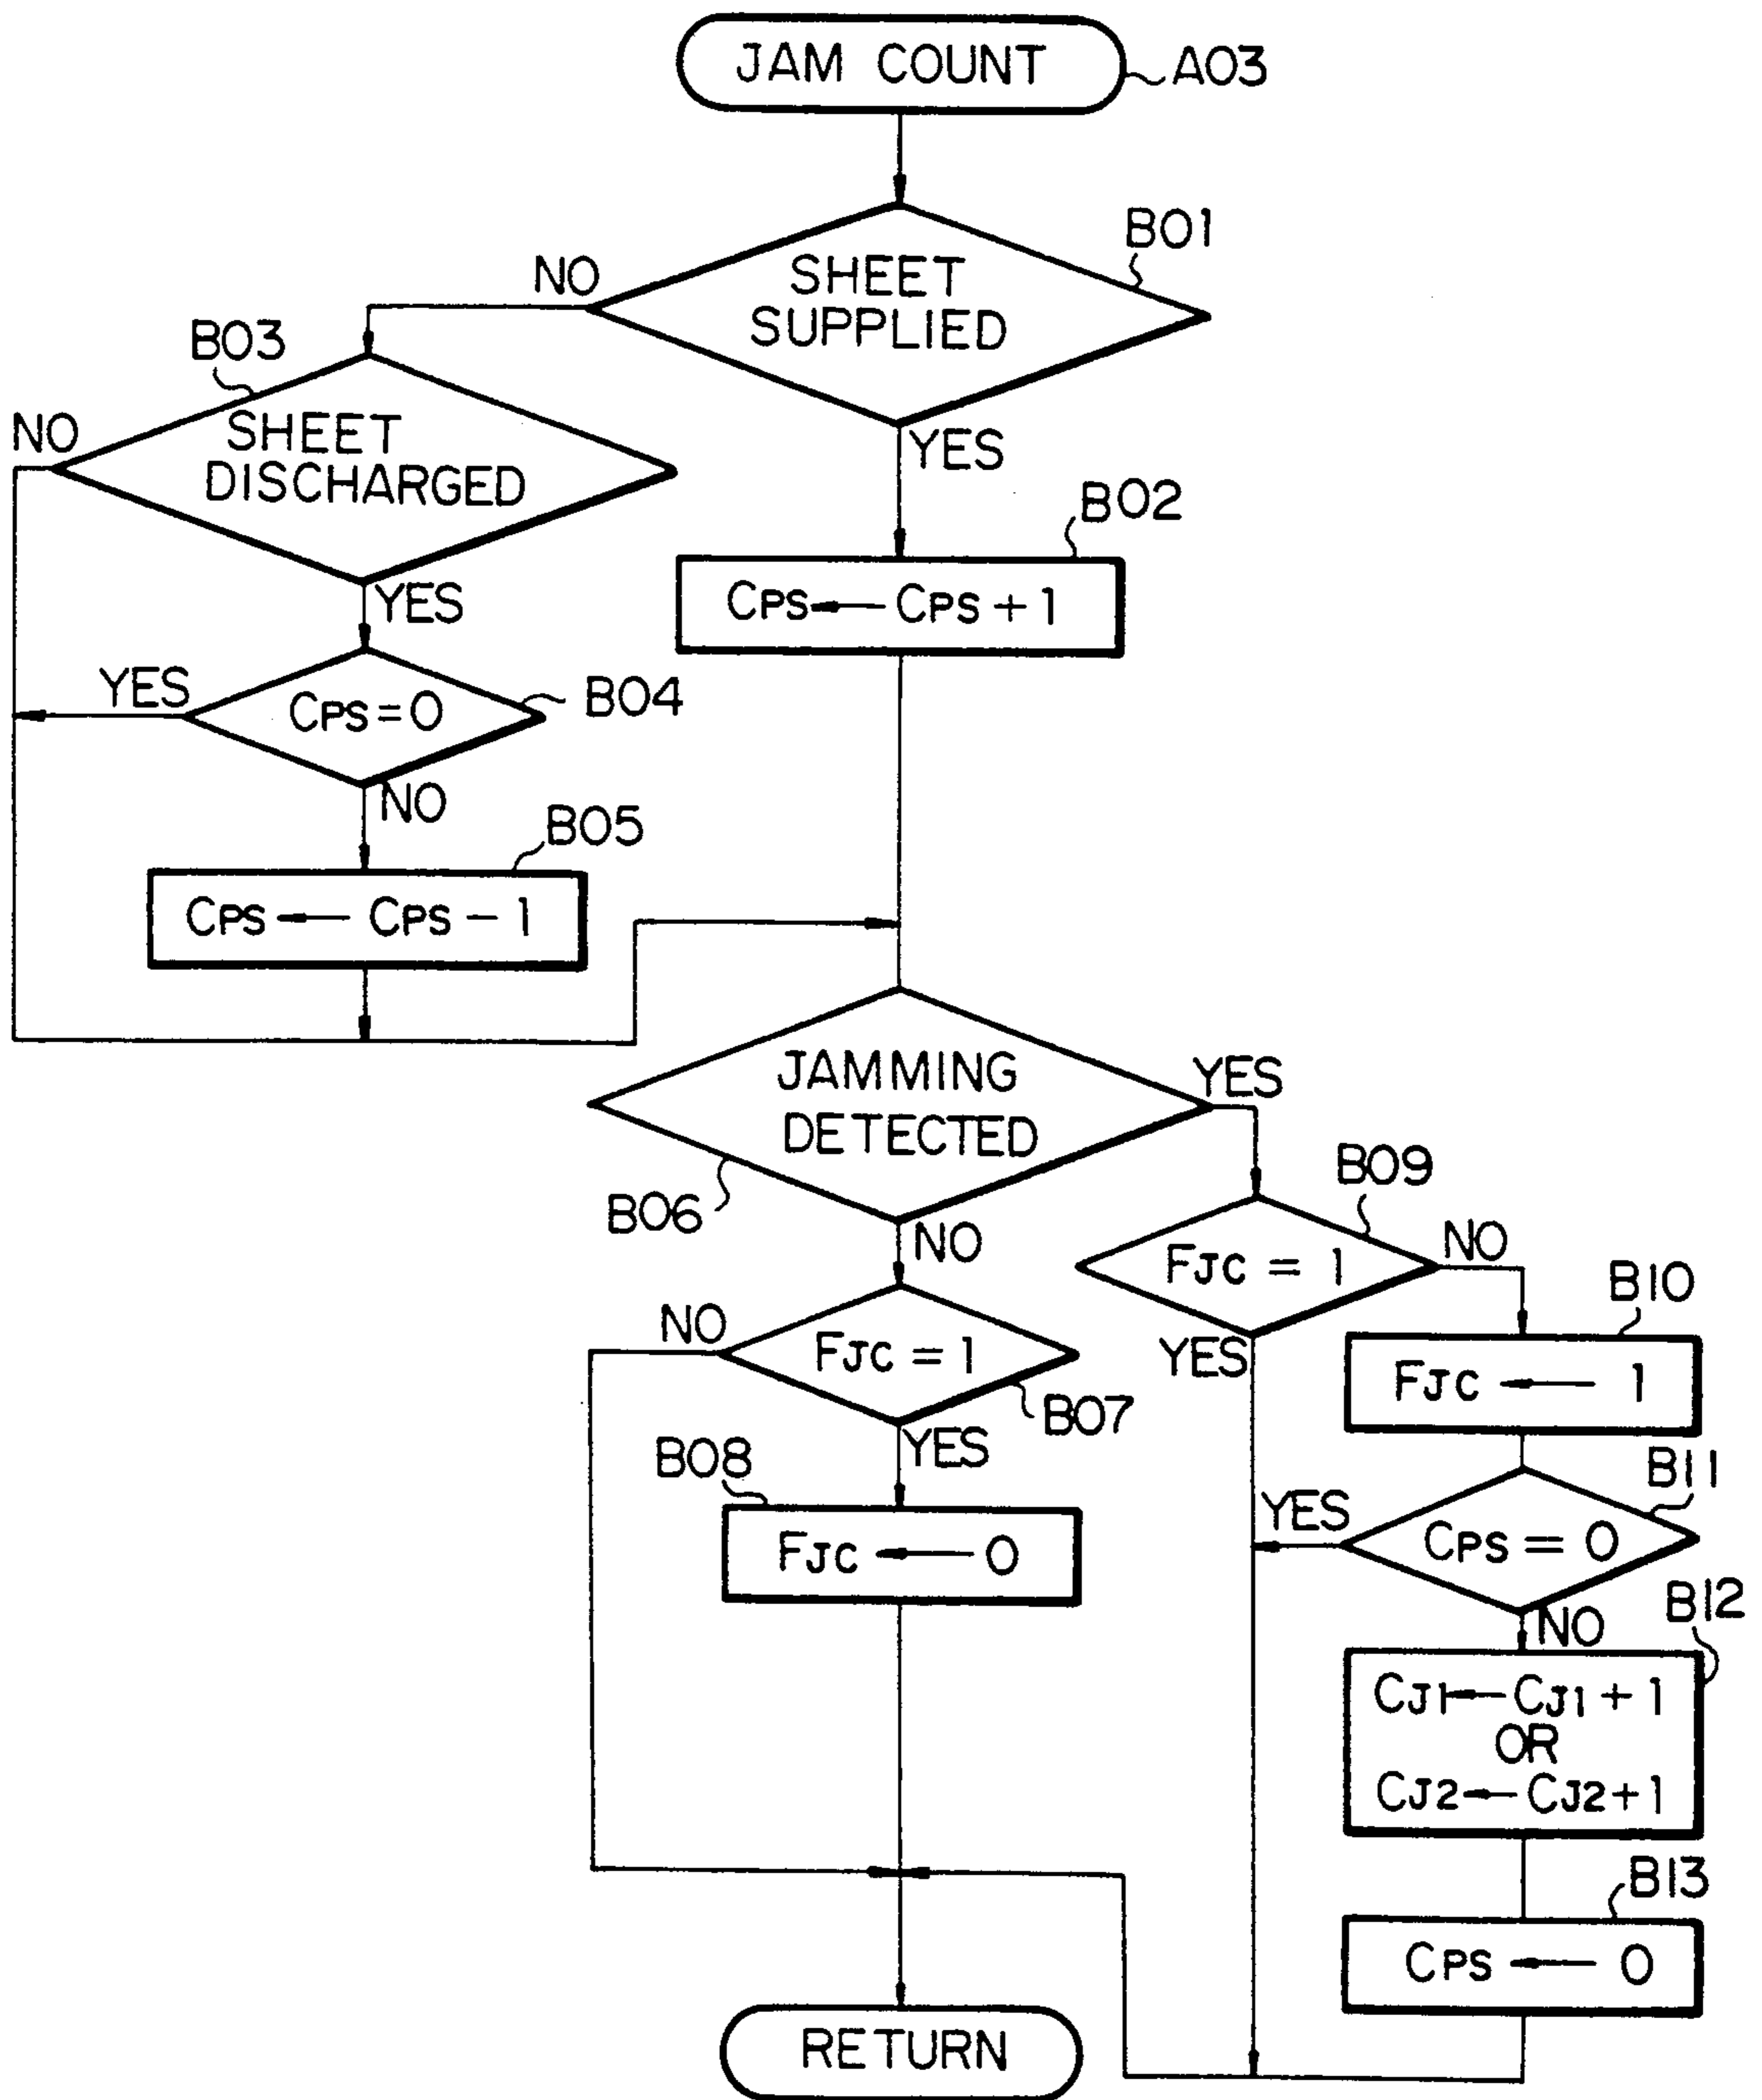 JAM COUNT
A03
B01
NO
SHEET
SUPPLIED
YES
B03
NO
SHEET
DISCHARGED
YES
B02
CPS ← CPS + 1
YES
CPS = 0
B04
NO
B05
CPS ← CPS − 1
JAMMING
DETECTED
YES
B06
NO
B09
FJC = 1
NO
YES
B10
FJC ← 1
NO
FJC = 1
B07
YES
B08
FJC ← 0
B11
YES
CPS = 0
NO
B12
CJ1 ← CJ1 + 1
OR
CJ2 ← CJ2 + 1
B13
CPS ← 0
RETURN